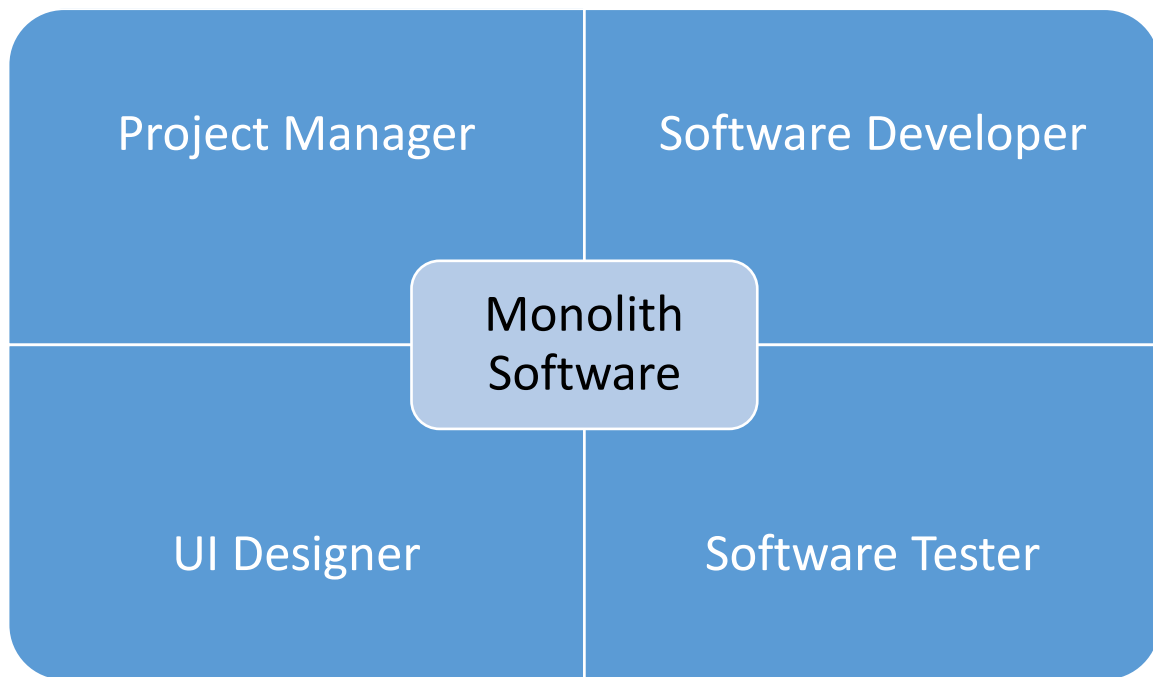 Project Manager
Software Developer
Monolith
Software
UI Designer
Software Tester